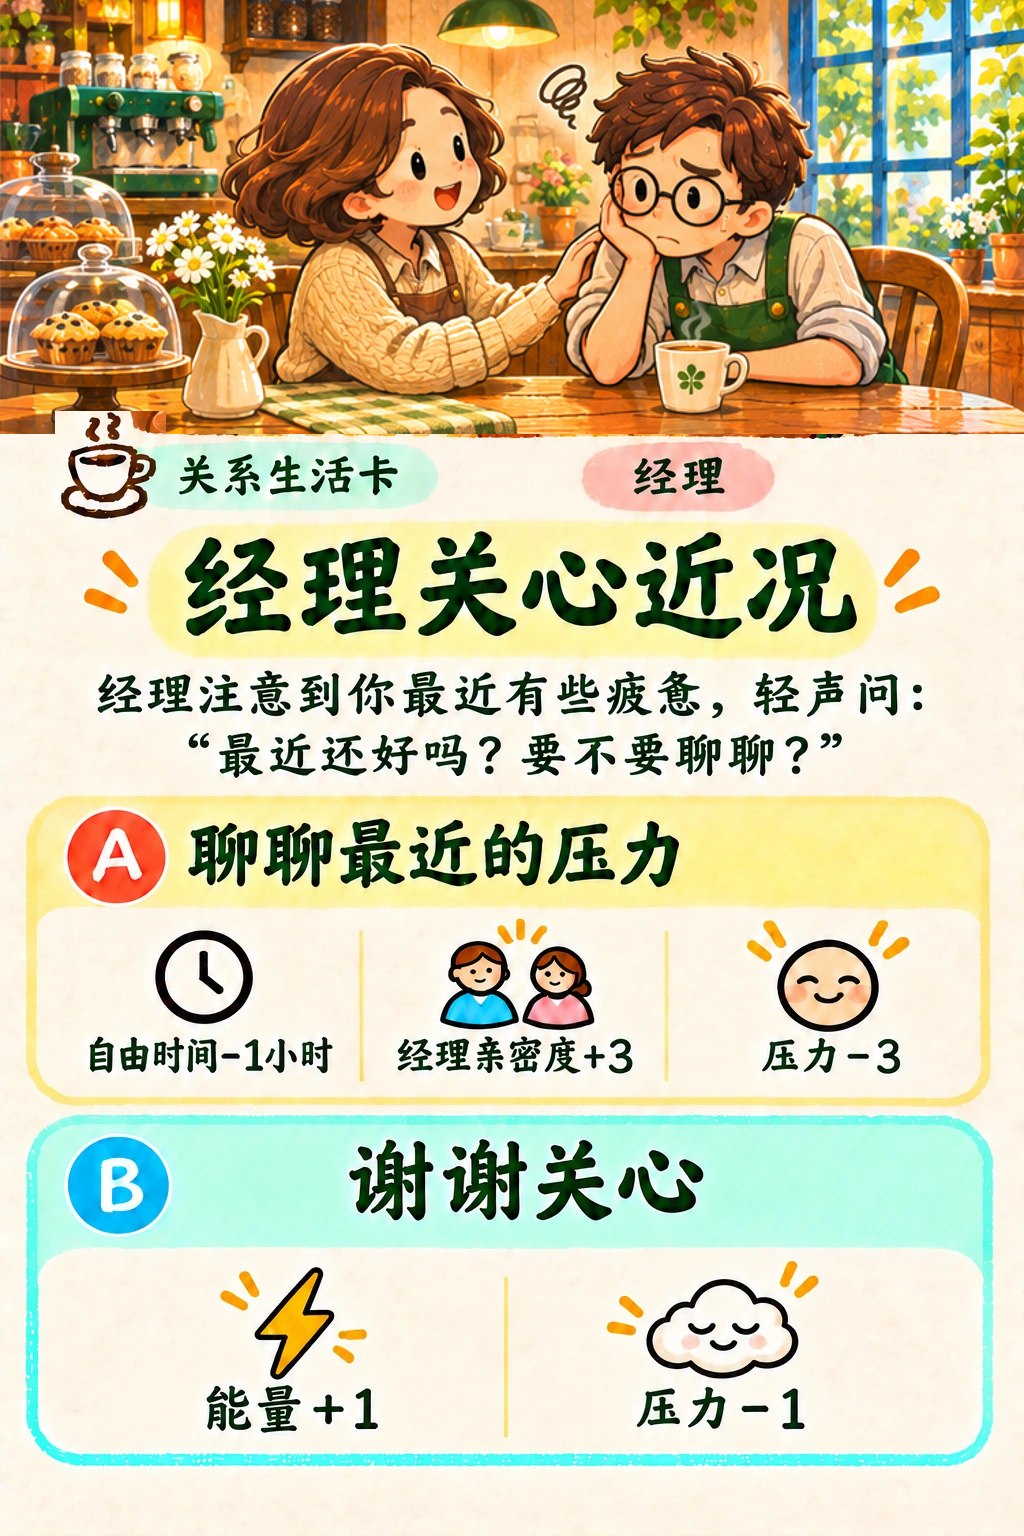 关系生活卡
经理
经理关心近况
经理注意到你最近有些疲惫，轻声问：
“最近还好吗？要不要聊聊？”
A 聊聊最近的压力
自由时间-1小时
经理亲密度+3
压力-3
B 谢谢关心
能量+1
压力-1